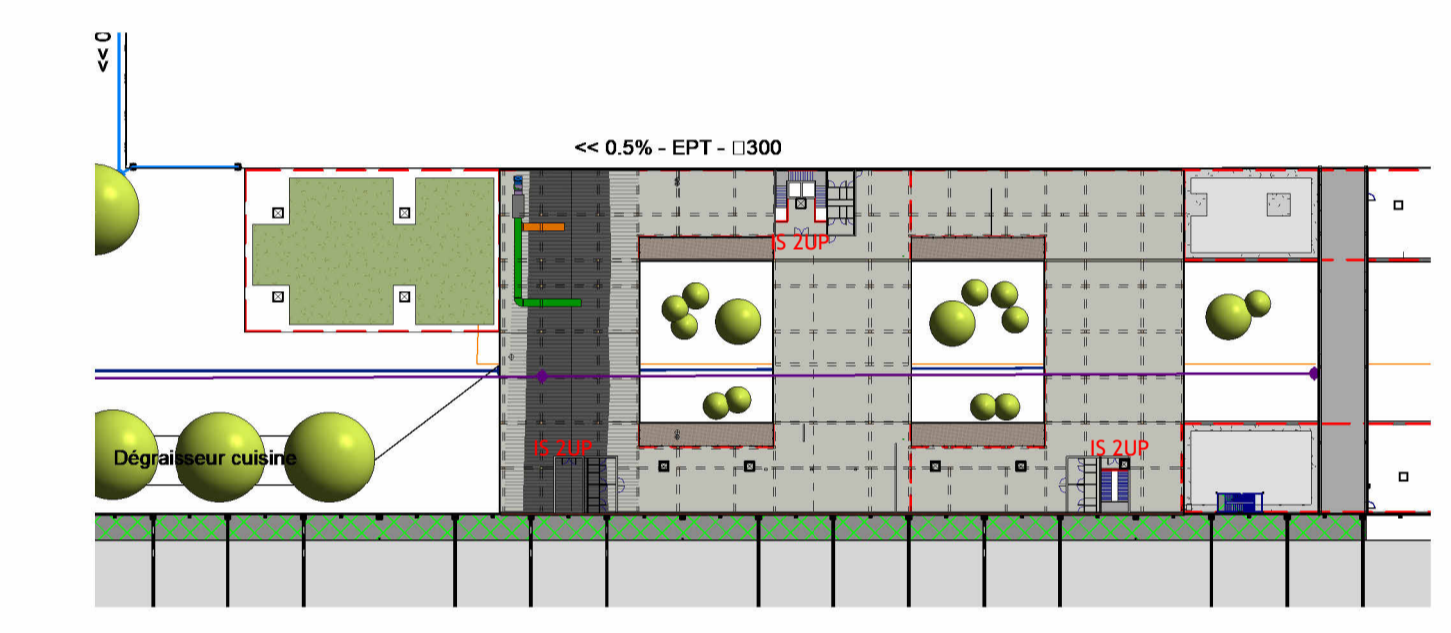 O <<
<< 0.5% - EPT - □300
IS 2UP
IS 2UP
IS 2UP
Dégraisseur cuisine